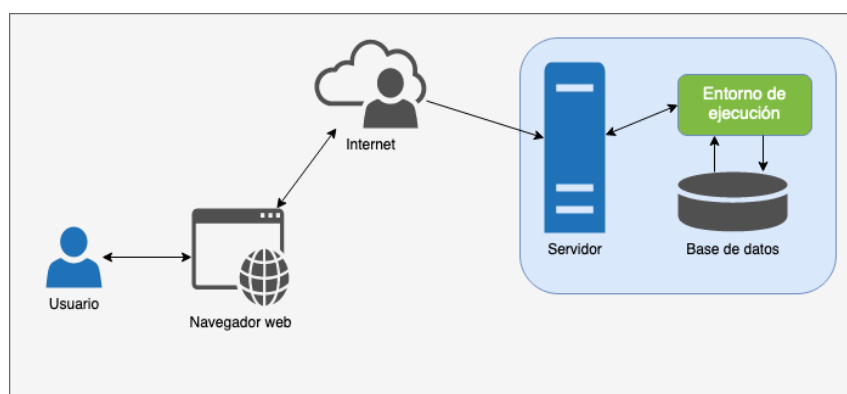 Internet
Entorno de
ejecución
Servidor
Base de datos
Usuario
Navegador web